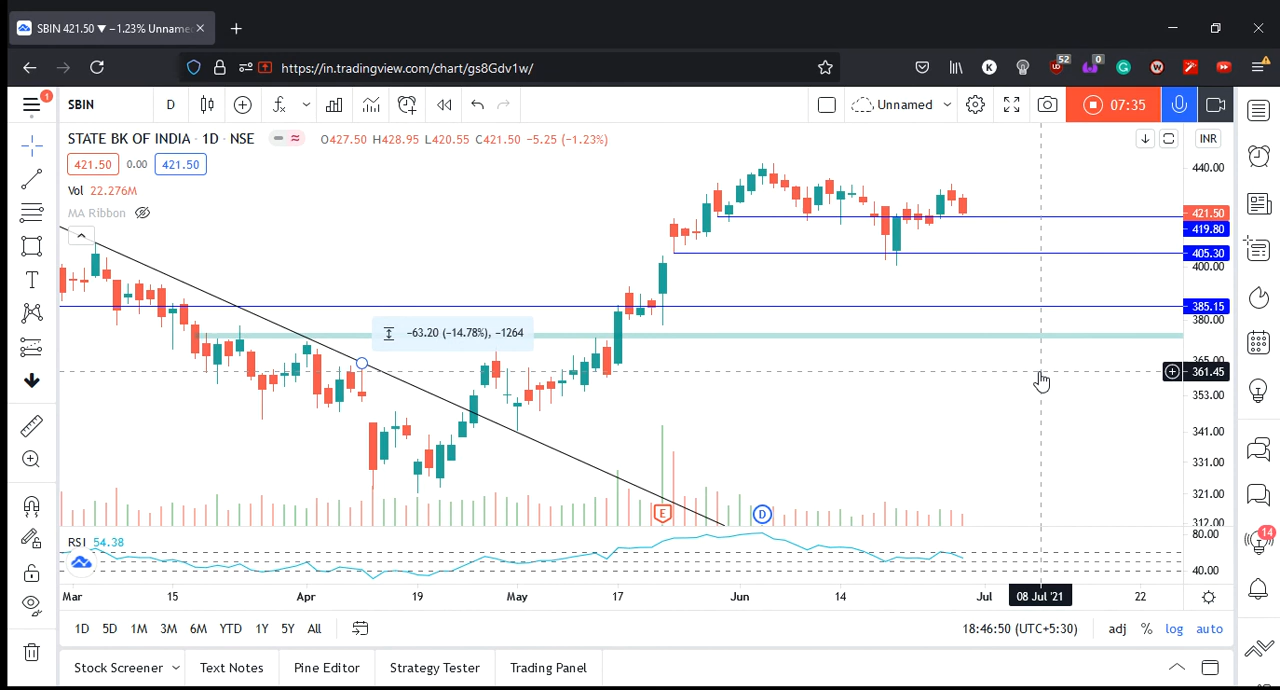 SBIN 421.50 ▼ −1.23% Unname
https://in.tradingview.com/chart/gs8Gdv1w/
52
0
1
SBIN
D
Unnamed
07:35
STATE BK OF INDIA · 1D · NSE
O427.50 H428.95 L420.55 C421.50 −5.25 (−1.23%)
INR
421.50 0.00 421.50
Vol 22.276M
MA Ribbon
440.00
421.50
419.80
405.30
400.00
385.15
380.00
−63.20 (−14.78%), −1264
365.00
361.45
353.00
341.00
331.00
321.00
312.00
E
D
RSI 54.38
80.00
40.00
14
Mar 15 Apr 19 May 17 Jun 14 Jul 08 Jul '21 22
1D 5D 1M 3M 6M YTD 1Y 5Y All
18:46:50 (UTC+5:30) adj % log auto
Stock Screener Text Notes Pine Editor Strategy Tester Trading Panel